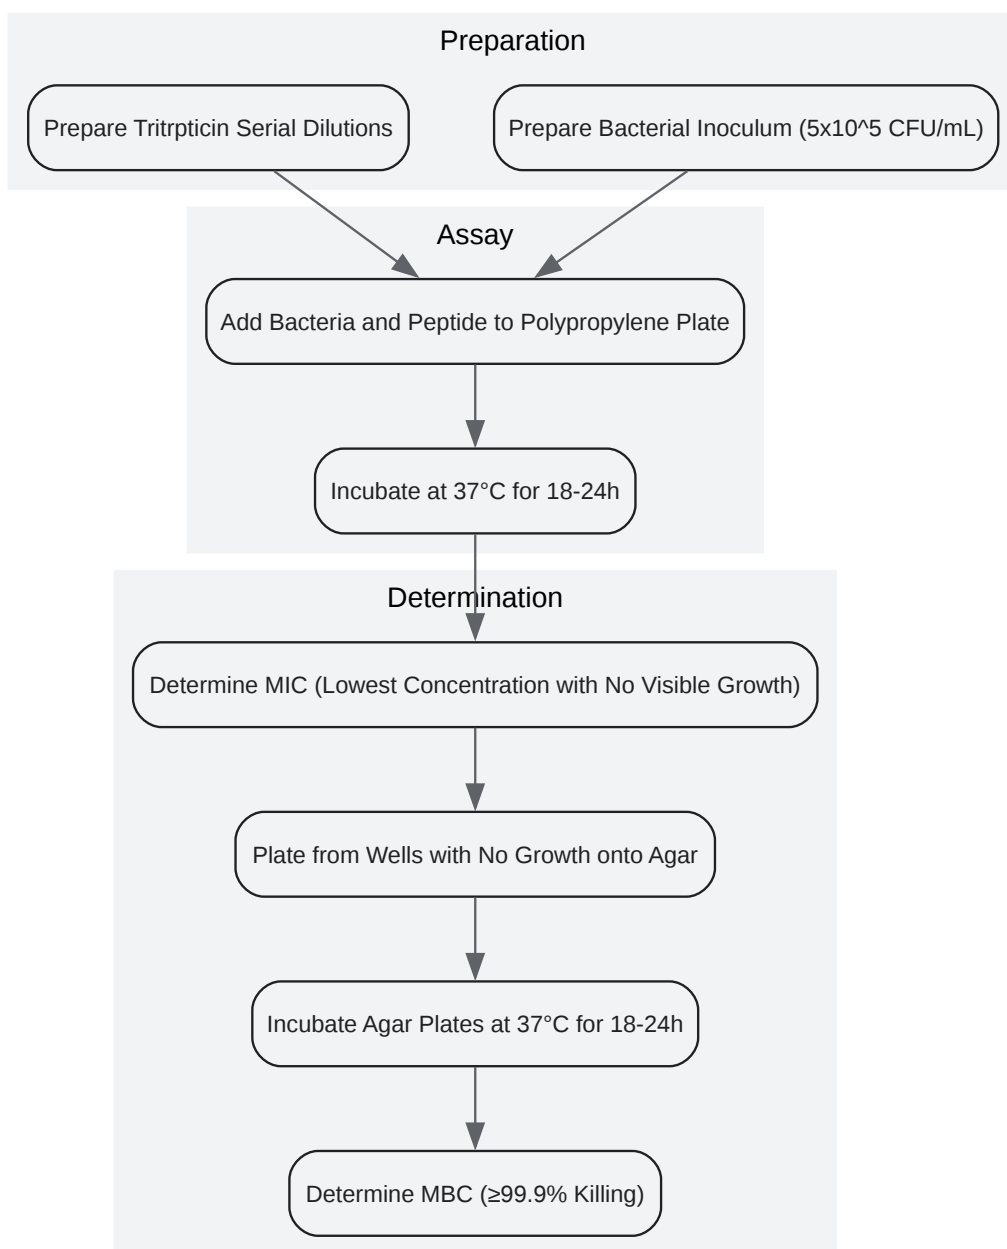 Preparation
Prepare Tritrpticin Serial Dilutions
Prepare Bacterial Inoculum (5x10^5 CFU/mL)
Assay
Add Bacteria and Peptide to Polypropylene Plate
Incubate at 37°C for 18-24h
Determination
Determine MIC (Lowest Concentration with No Visible Growth)
Plate from Wells with No Growth onto Agar
Incubate Agar Plates at 37°C for 18-24h
Determine MBC (≥99.9% Killing)